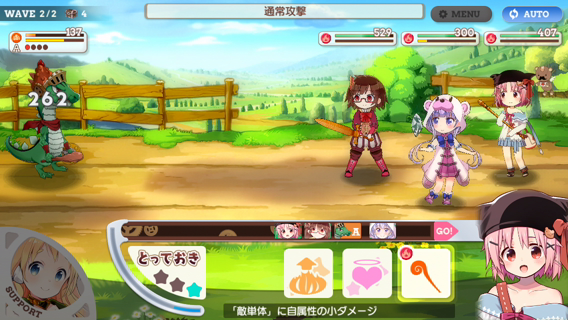 WAVE 2/2 4
通常攻撃
MENU
AUTO
137
A
529
300
407
262
A
GO!
とっておき
SUPPORT
「敵単体」に自属性の小ダメージ